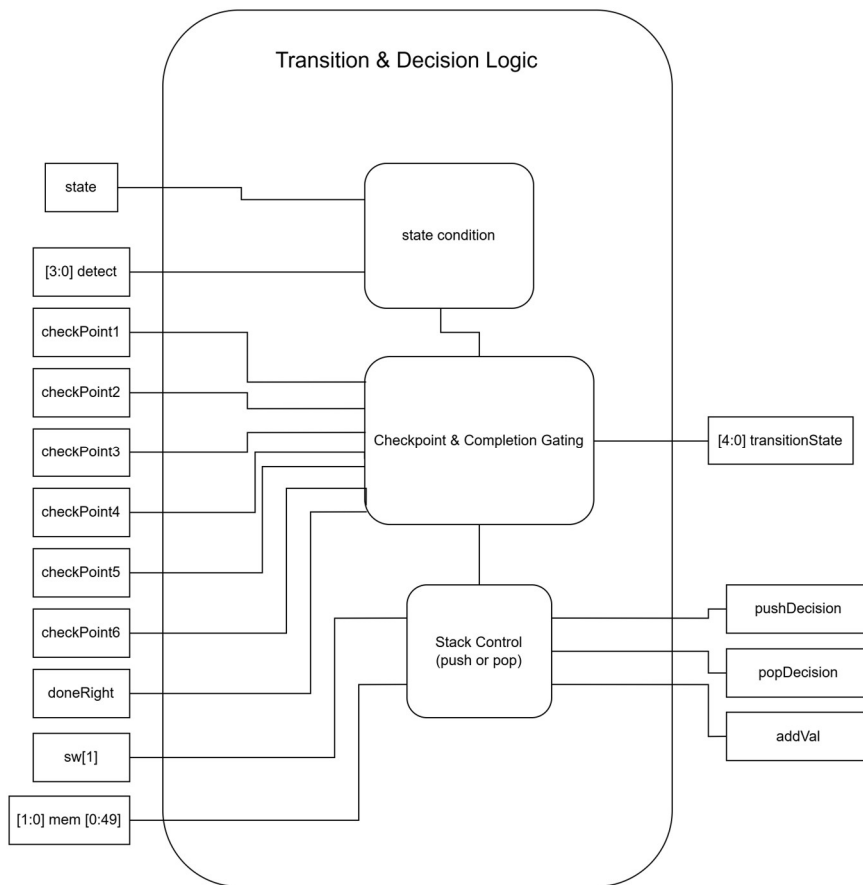 Transition & Decision Logic
state
state condition
[3:0] detect
checkPoint1
checkPoint2
checkPoint3
Checkpoint & Completion Gating
[4:0] transitionState
checkPoint4
checkPoint5
checkPoint6
Stack Control
(push or pop)
pushDecision
popDecision
doneRight
addVal
sw[1]
[1:0] mem [0:49]